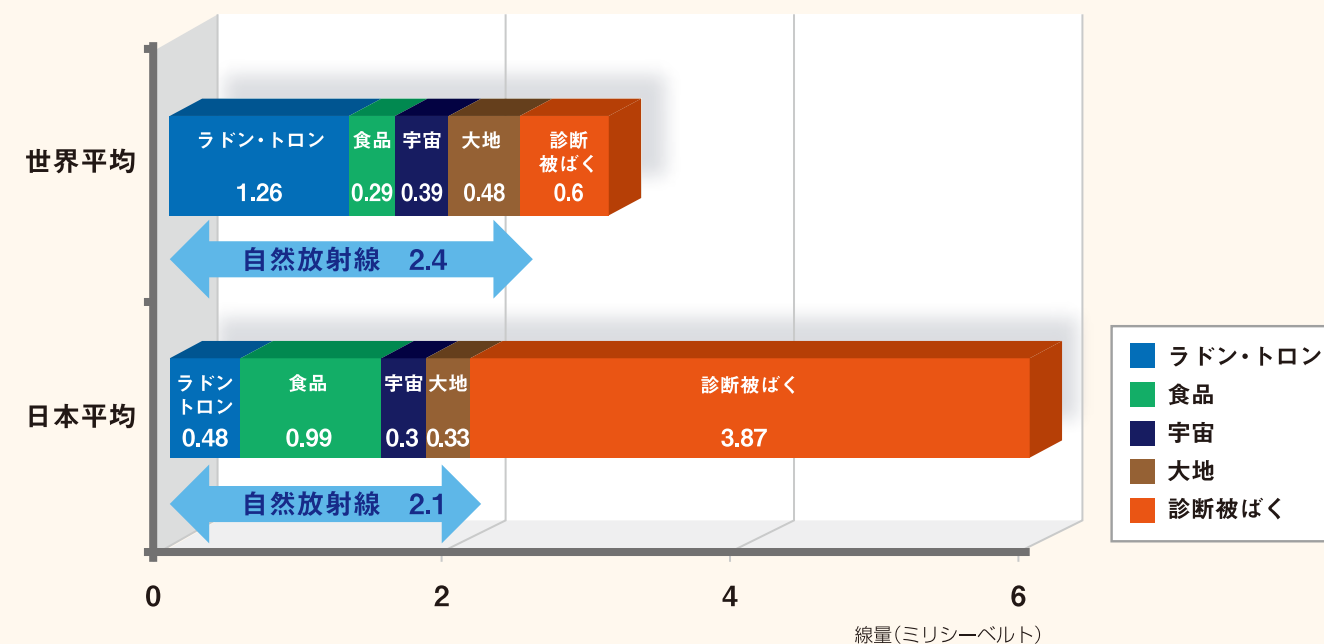 世界平均
ラドン・トロン
1.26
食品
0.29
宇宙
0.39
大地
0.48
診断
被ばく
0.6
自然放射線 2.4
日本平均
ラドン
トロン
0.48
食品
0.99
宇宙
0.3
大地
0.33
診断被ばく
3.87
自然放射線 2.1
0
2
4
6
線量(ミリシーベルト)
ラドン・トロン
食品
宇宙
大地
診断被ばく